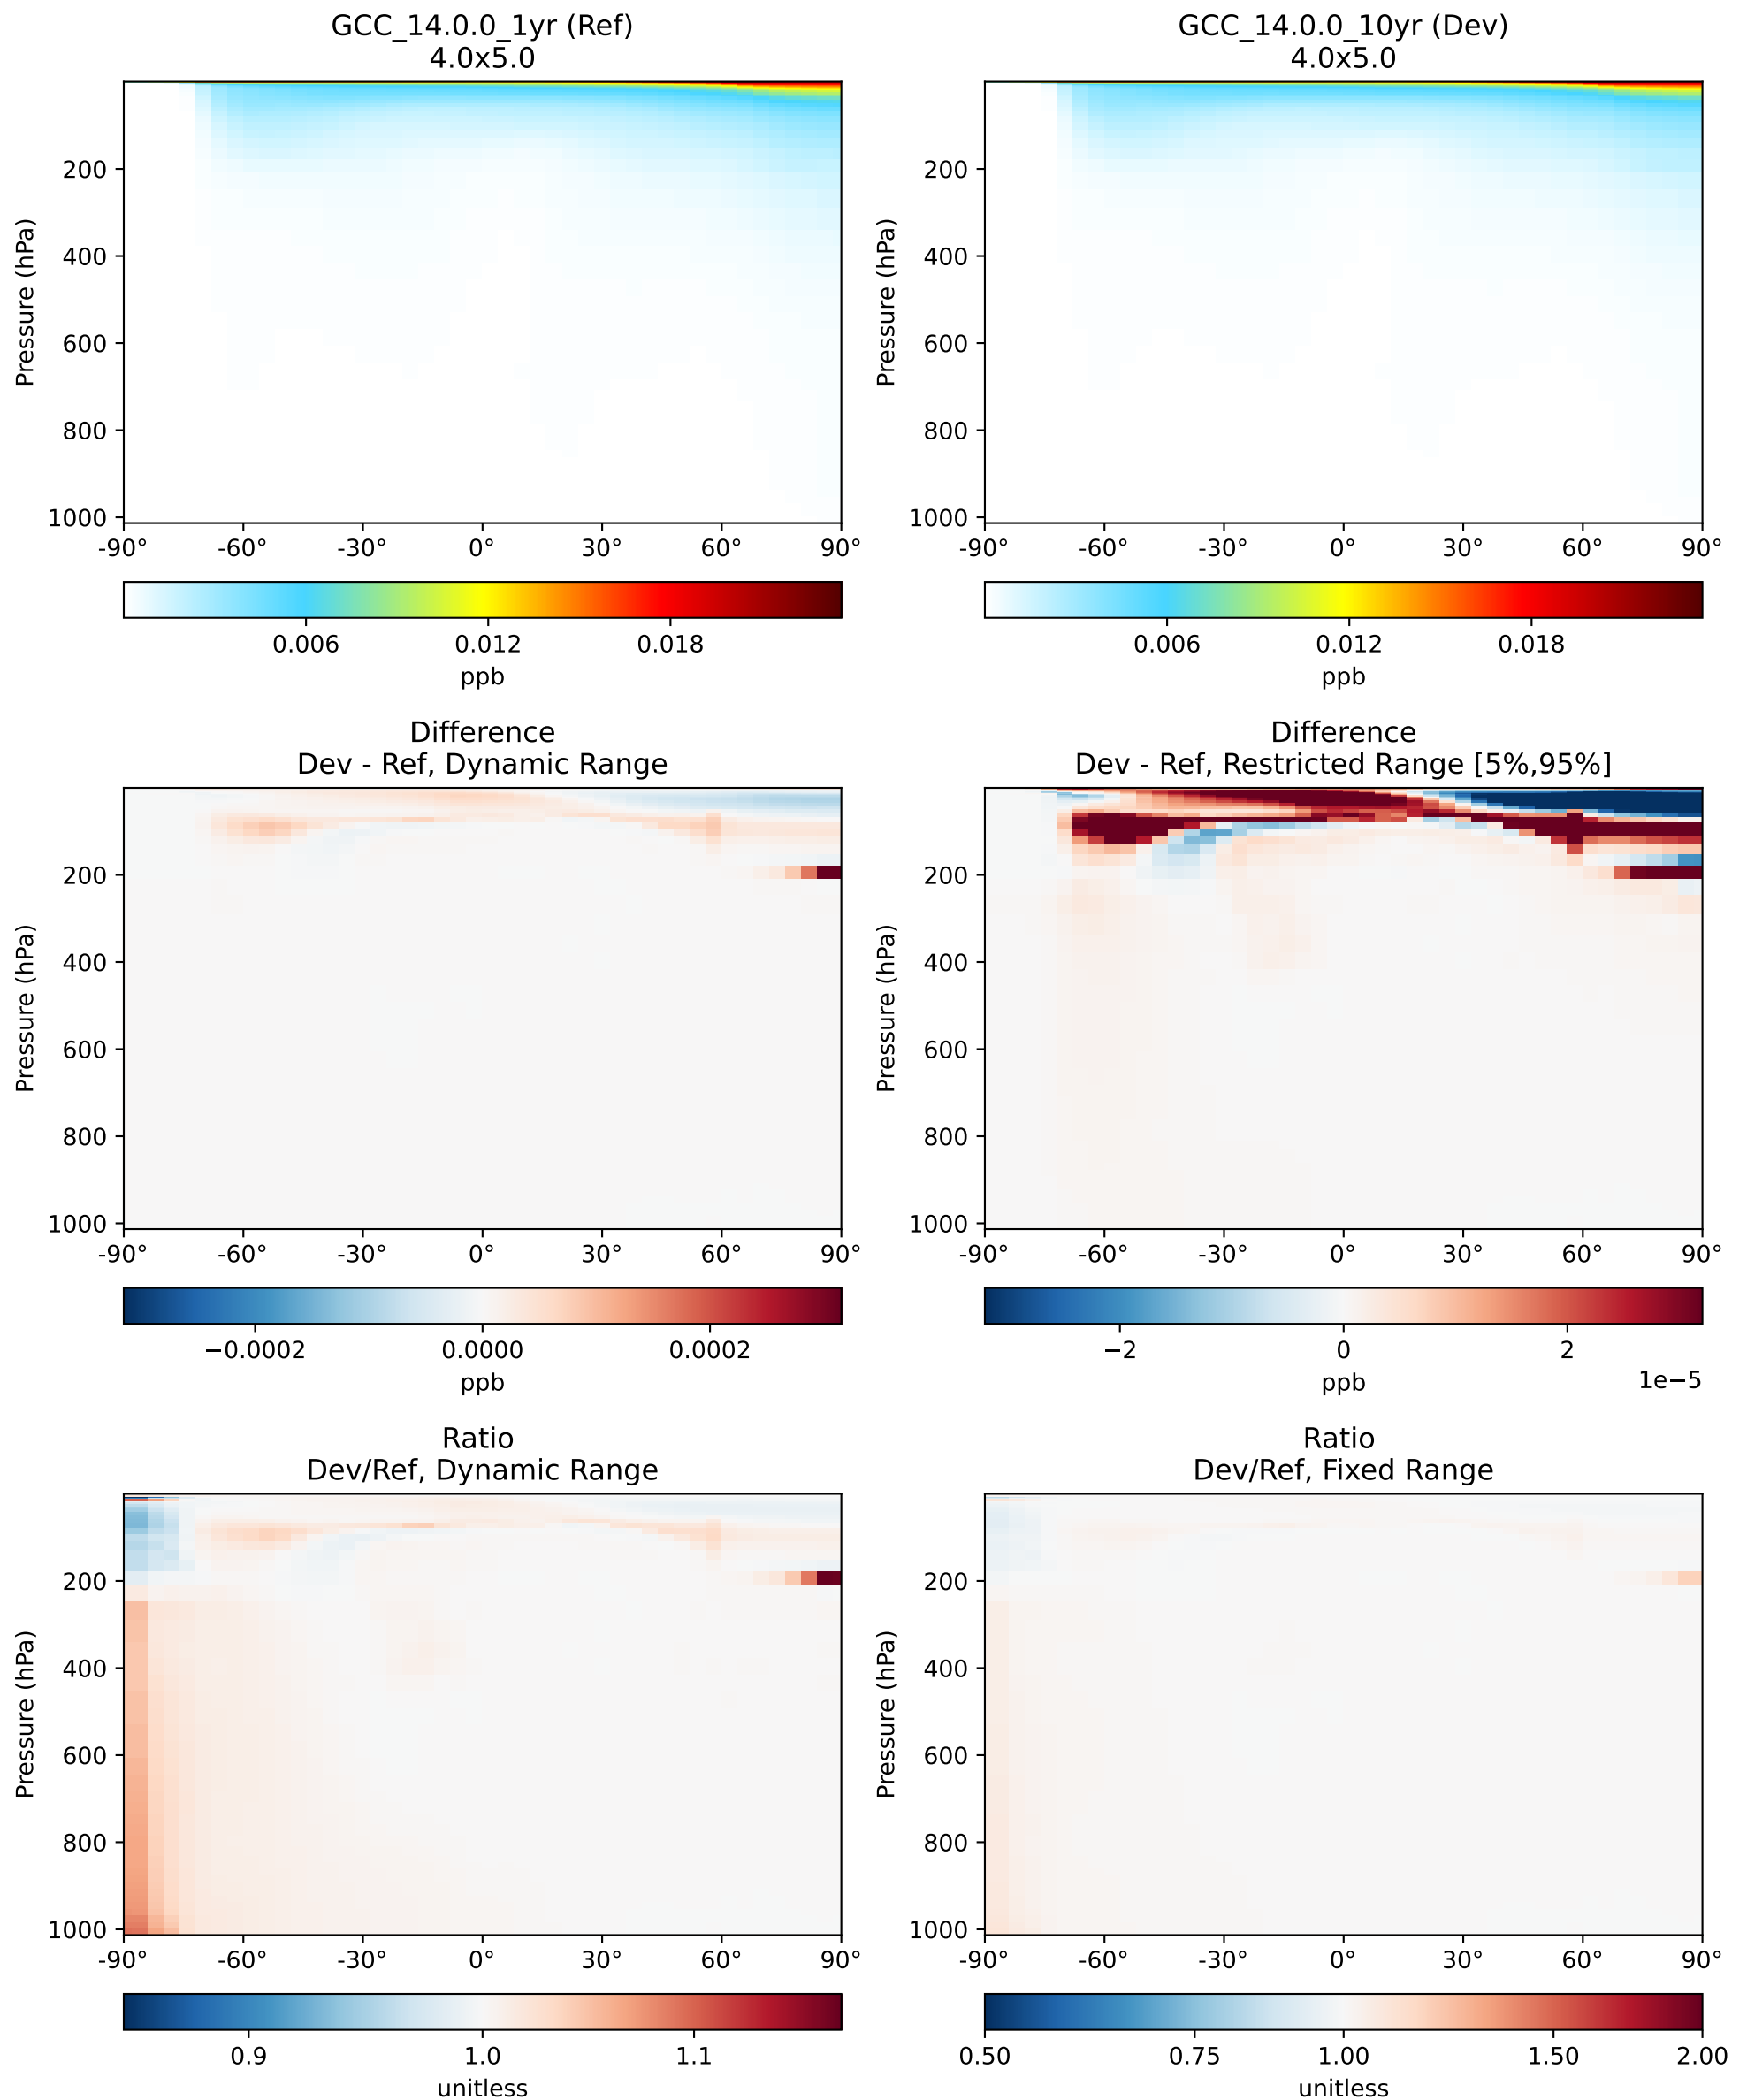 GCC_14.0.0_1yr (Ref)
4.0x5.0
Pressure (hPa)
200
400
600
800
1000
-90° -60° -30° 0° 30° 60° 90°
0.006 0.012 0.018
ppb
GCC_14.0.0_10yr (Dev)
4.0x5.0
Pressure (hPa)
200
400
600
800
1000
-90° -60° -30° 0° 30° 60° 90°
0.006 0.012 0.018
ppb
Difference
Dev - Ref, Dynamic Range
Pressure (hPa)
200
400
600
800
1000
-90° -60° -30° 0° 30° 60° 90°
−0.0002 0.0000 0.0002
ppb
Difference
Dev - Ref, Restricted Range [5%,95%]
Pressure (hPa)
200
400
600
800
1000
-90° -60° -30° 0° 30° 60° 90°
−2 0 2
ppb 1e−5
Ratio
Dev/Ref, Dynamic Range
Pressure (hPa)
200
400
600
800
1000
-90° -60° -30° 0° 30° 60° 90°
0.9 1.0 1.1
unitless
Ratio
Dev/Ref, Fixed Range
Pressure (hPa)
200
400
600
800
1000
-90° -60° -30° 0° 30° 60° 90°
0.50 0.75 1.00 1.50 2.00
unitless